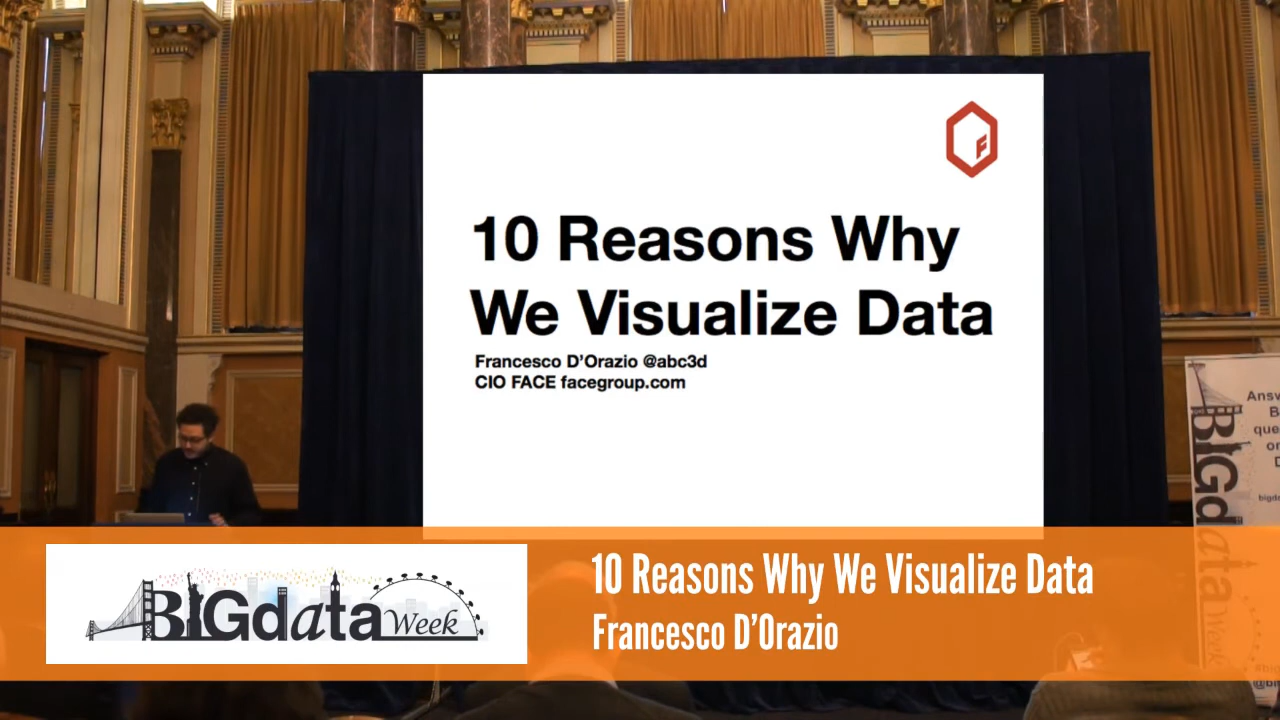 F
10 Reasons Why
We Visualize Data
Francesco D'Orazio @abc3d
CIO FACE facegroup.com
BIGdata
Week
BIGdataWeek
10 Reasons Why We Visualize Data
Francesco D'Orazio